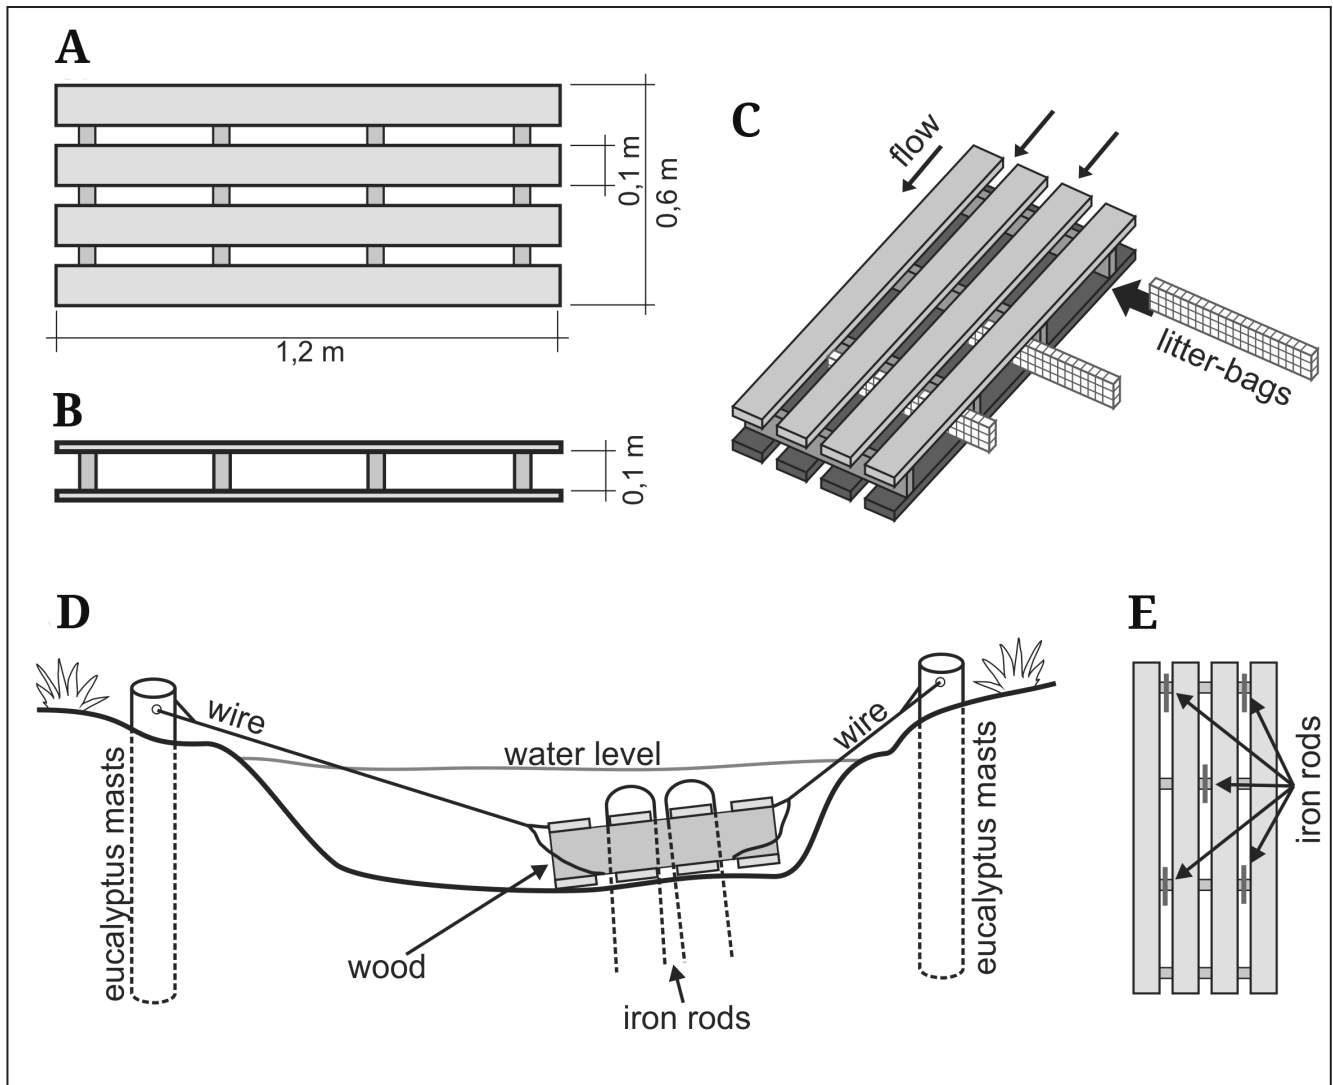 A
0,1 m
0,6 m
1,2 m
B
0,1 m
C
flow
litter-bags
D
wire
water level
wire
eucalyptus masts
eucalyptus masts
wood
iron rods
E
iron rods